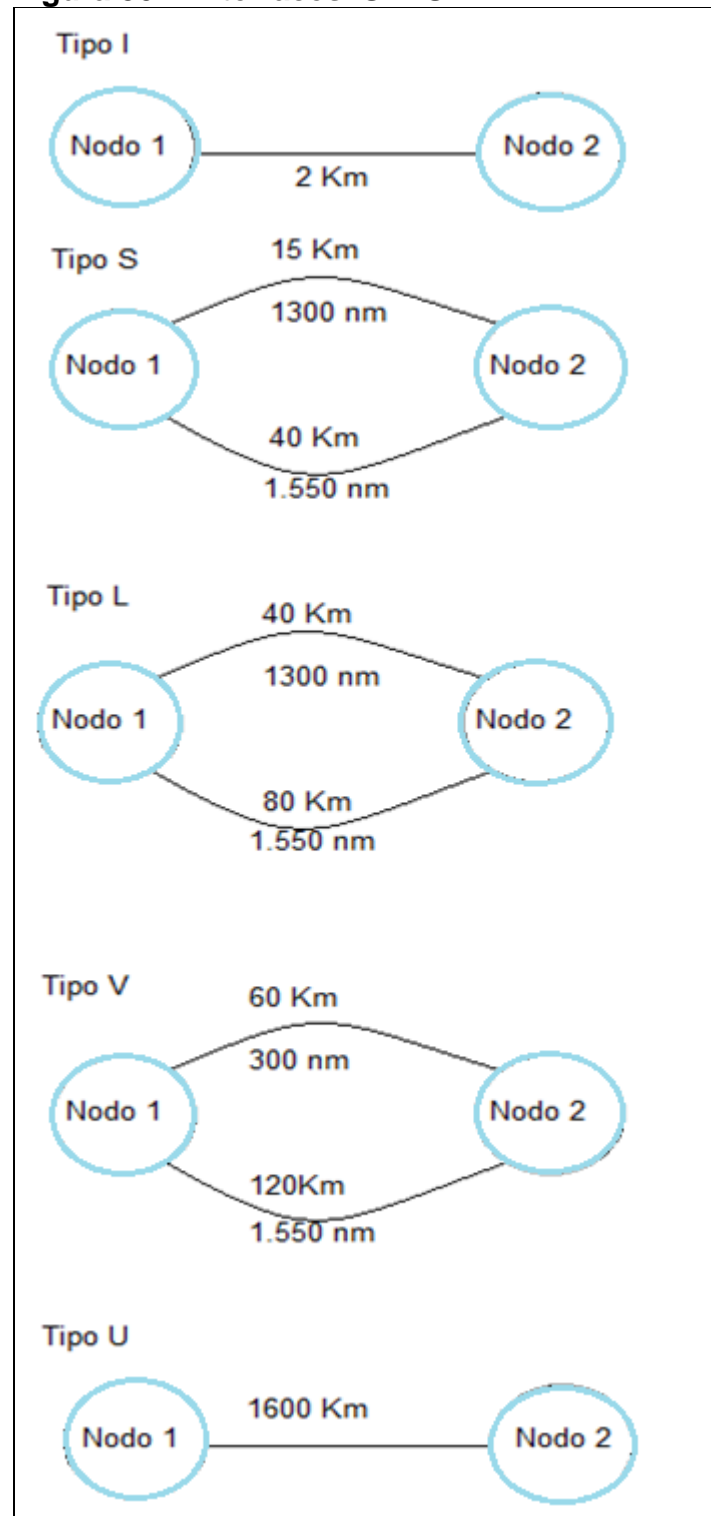 Tipo I
Nodo 1
Nodo 2
2 Km
Tipo S
15 Km
1300 nm
Nodo 1
Nodo 2
40 Km
1.550 nm
Tipo L
40 Km
1300 nm
Nodo 1
Nodo 2
80 Km
1.550 nm
Tipo V
60 Km
300 nm
Nodo 1
Nodo 2
120Km
1.550 nm
Tipo U
1600 Km
Nodo 1
Nodo 2